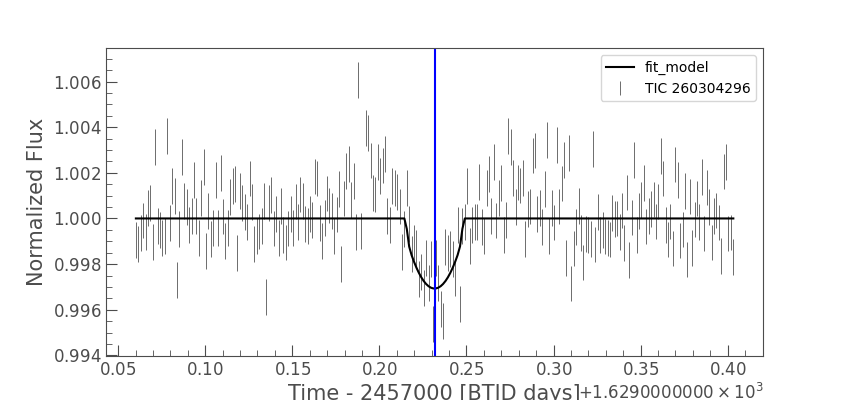 fit_model
TIC 260304296
1.006
1.004
1.002
1.000
0.998
0.996
0.994
Normalized Flux
0.05 0.10 0.15 0.20 0.25 0.30 0.35 0.40
Time - 2457000 [BTJD days]
+1.6290000000 × 10³